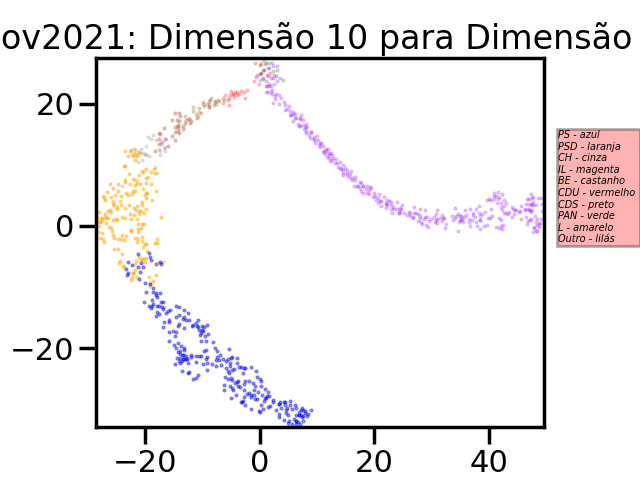 ov2021: Dimensão 10 para Dimensão
20
0
−20
−20
0
20
40
PS - azul
PSD - laranja
CH - cinza
IL - magenta
BE - castanho
CDU - vermelho
CDS - preto
PAN - verde
L - amarelo
Outro - lilás